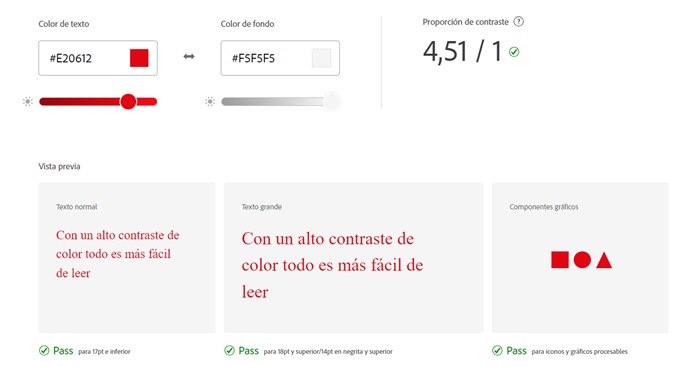 Color de texto
Color de fondo
Proporción de contraste ?
#E20612
#F5F5F5
4,51 / 1
Vista previa
Texto normal
Con un alto contraste de
color todo es más fácil
de leer
Texto grande
Con un alto contraste de
color todo es más fácil de
leer
Componentes gráficos
Pass para 17pt e inferior
Pass para 18pt y superior/14pt en negrita y superior
Pass para iconos y gráficos procesables